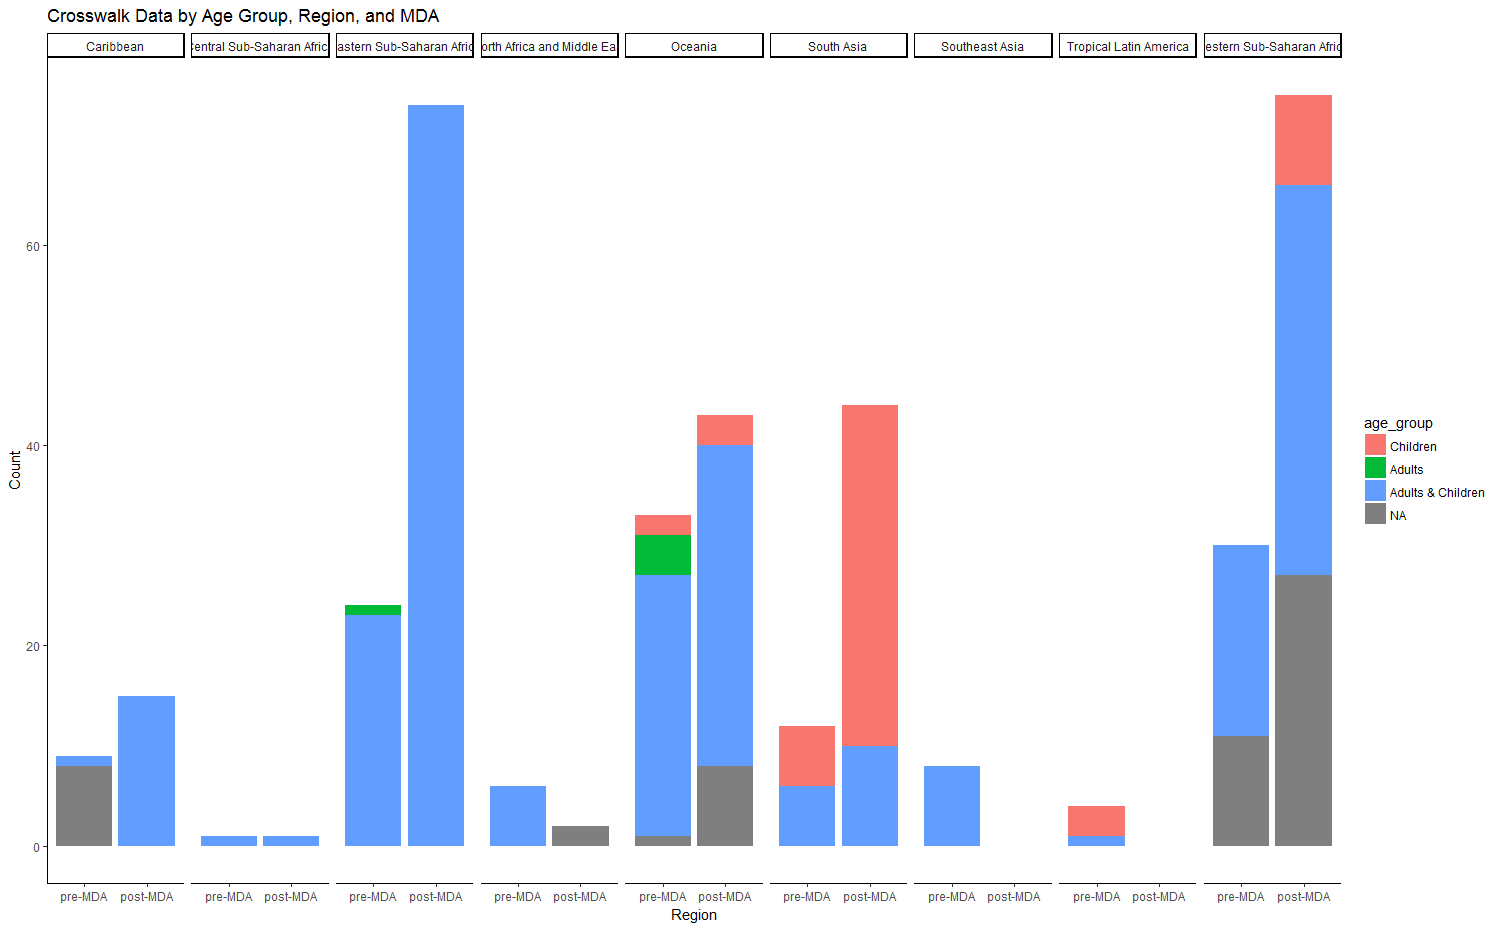 Crosswalk Data by Age Group, Region, and MDA
Caribbean
Central Sub-Saharan Afric
astern Sub-Saharan Afric
orth Africa and Middle Ea
Oceania
South Asia
Southeast Asia
Tropical Latin America
estern Sub-Saharan Afric
60
40
20
0
Count
pre-MDA post-MDA
pre-MDA post-MDA
pre-MDA post-MDA
pre-MDA post-MDA
pre-MDA post-MDA
pre-MDA post-MDA
pre-MDA post-MDA
pre-MDA post-MDA
pre-MDA post-MDA
Region
age_group
Children
Adults
Adults & Children
NA